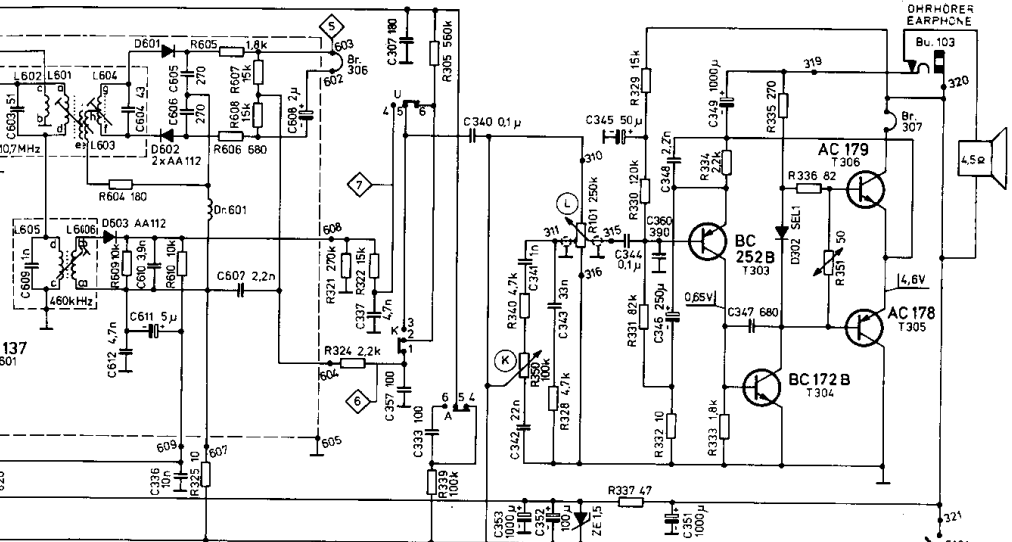 OHRHÖRER
EARPHONE
Bu. 103
319
320
5
603
Br.
306
602
D601
R605
1,8k
C605
270
R607
15k
C606
270
R608
15k
C608 2µ
D602
2xAA112
R606 680
L602
L601
L604
C603 51
C604 43
L603
10,7MHz
R604 180
Dr.601
C307 180
R305 560k
U
4
5
6
7
C340 0,1µ
C345 50µ
R329 15k
C349 1000µ
R335 270
Br.
307
4,5Ω
310
L
R101 250k
R330 120k
C348 2,2n
R334
2,2k
AC 179
T306
R336 82
D603 AA112
608
L605
L6606
C609 1n
R609 10k
C610 3,9n
R610 10k
460kHz
C607 2,2n
R321 270k
R322 15k
C337
4,7n
311
315
316
C344
0,1µ
C360
390
BC
252B
T303
D302 SEL1
R351 50
4,6V
C341 1n
R340 4,7k
C343 33n
R331 82k
C346 250µ
0,65V
C347 680
AC 178
T305
C611 5µ
C612 4,7n
137
601
K
3
2
1
R324 2,2k
604
6
C357 100
K
R350
100k
R328 4,7k
C342 22n
BC 172 B
T304
R332 10
R333 1,8k
6
5
4
A
C333 100
605
609
607
C336
10n
R325 10
R339
100k
C353
1000µ
C352
100µ
ZE 1,5
R337 47
C351
1000µ
321